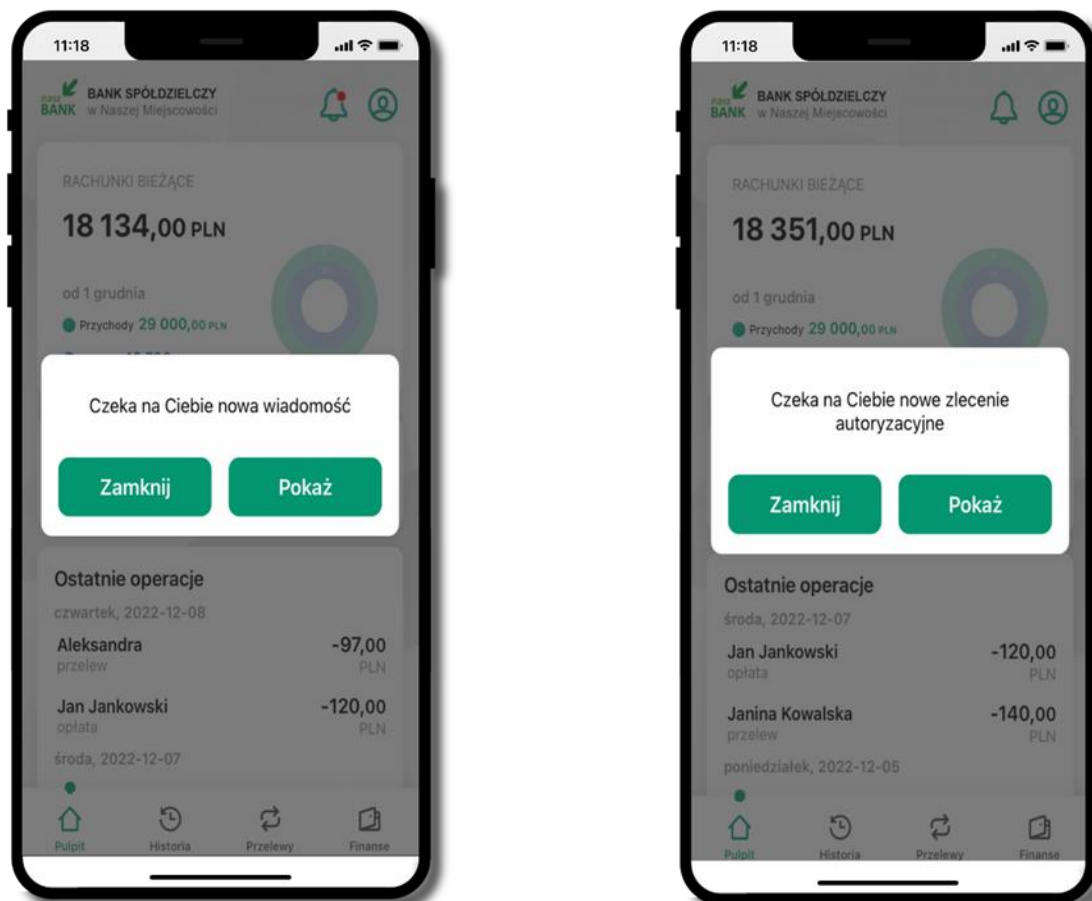 11:18
nasz BANK
BANK SPÓŁDZIELCZY
w Naszej Miejscowości
RACHUNKI BIEŻĄCE
18 134,00 PLN
od 1 grudnia
Przychody 29 000,00 PLN
Czeka na Ciebie nowa wiadomość
Zamknij Pokaż
Ostatnie operacje
czwartek, 2022-12-08
Aleksandra -97,00
przelew PLN
Jan Jankowski -120,00
opłata PLN
środa, 2022-12-07
Pulpit Historia Przelewy Finanse
11:18
nasz BANK
BANK SPÓŁDZIELCZY
w Naszej Miejscowości
RACHUNKI BIEŻĄCE
18 351,00 PLN
od 1 grudnia
Przychody 29 000,00 PLN
Czeka na Ciebie nowe zlecenie
autoryzacyjne
Zamknij Pokaż
Ostatnie operacje
środa, 2022-12-07
Jan Jankowski -120,00
opłata PLN
Janina Kowalska -140,00
przelew PLN
poniedziałek, 2022-12-05
Pulpit Historia Przelewy Finanse